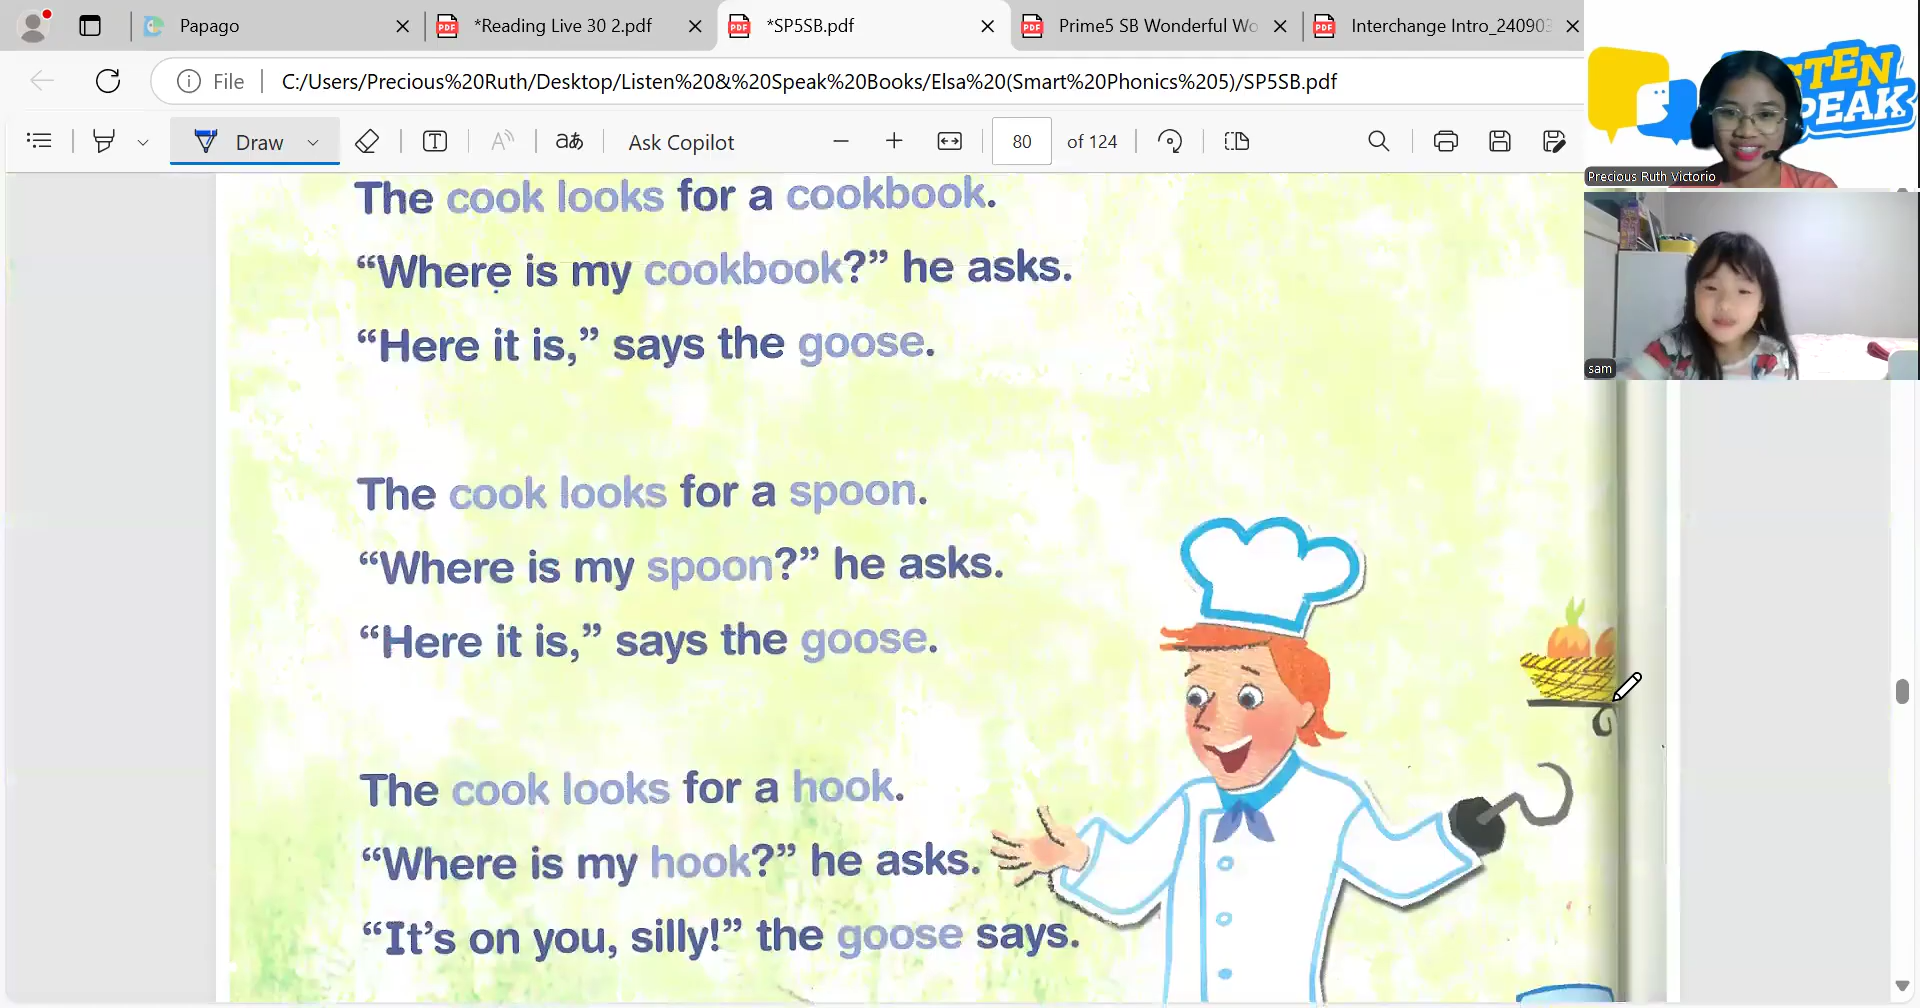 Papago
*Reading Live 30 2.pdf
*SP5SB.pdf
Prime5 SB Wonderful Wo
Interchange Intro_240903
File
C:/Users/Precious%20Ruth/Desktop/Listen%20&%20Speak%20Books/Elsa%20(Smart%20Phonics%205)/SP5SB.pdf
Draw
Ask Copilot
80 of 124
STEN
PEAK
Precious Ruth Victorio
sam
The cook looks for a cookbook.
“Where is my cookbook?” he asks.
“Here it is,” says the goose.
The cook looks for a spoon.
“Where is my spoon?” he asks.
“Here it is,” says the goose.
The cook looks for a hook.
“Where is my hook?” he asks.
“It’s on you, silly!” the goose says.